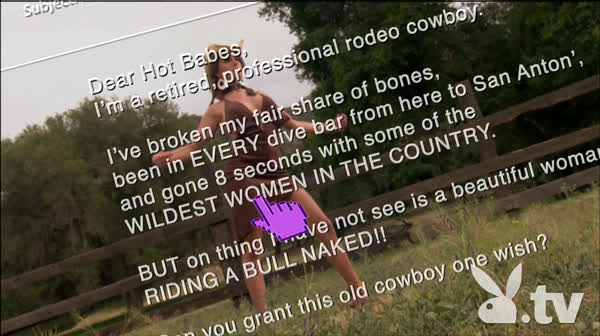 Subject:
Dear Hot Babes,
I'm a retired, professional rodeo cowboy.
I've broken my fair share of bones,
been in EVERY dive bar from here to San Anton',
and gone 8 seconds with some of the
WILDEST WOMEN IN THE COUNTRY.
BUT on thing I have not see is a beautiful woman
RIDING A BULL NAKED!!
you grant this old cowboy one wish?
.tv